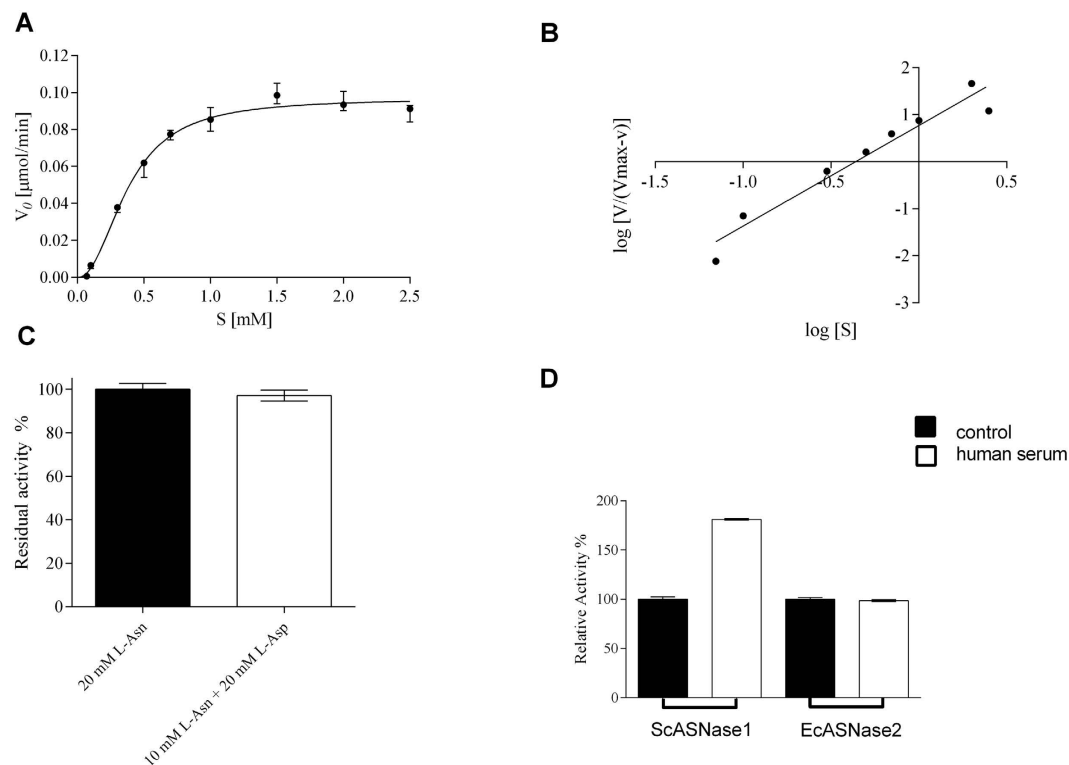 A
V0 [µmol/min]
0.12
0.10
0.08
0.06
0.04
0.02
0.00
0.0 0.5 1.0 1.5 2.0 2.5
S [mM]
B
log [V/(Vmax-v)]
2
1
-1.5 -1.0 -0.5 0.5
-1
-2
-3
log [S]
C
Residual activity %
100
80
60
40
20
0
20 mM L-Asn
10 mM L-Asn + 20 mM L-Asp
D
control
human serum
Relative Activity %
200
150
100
50
0
ScASNase1 EcASNase2